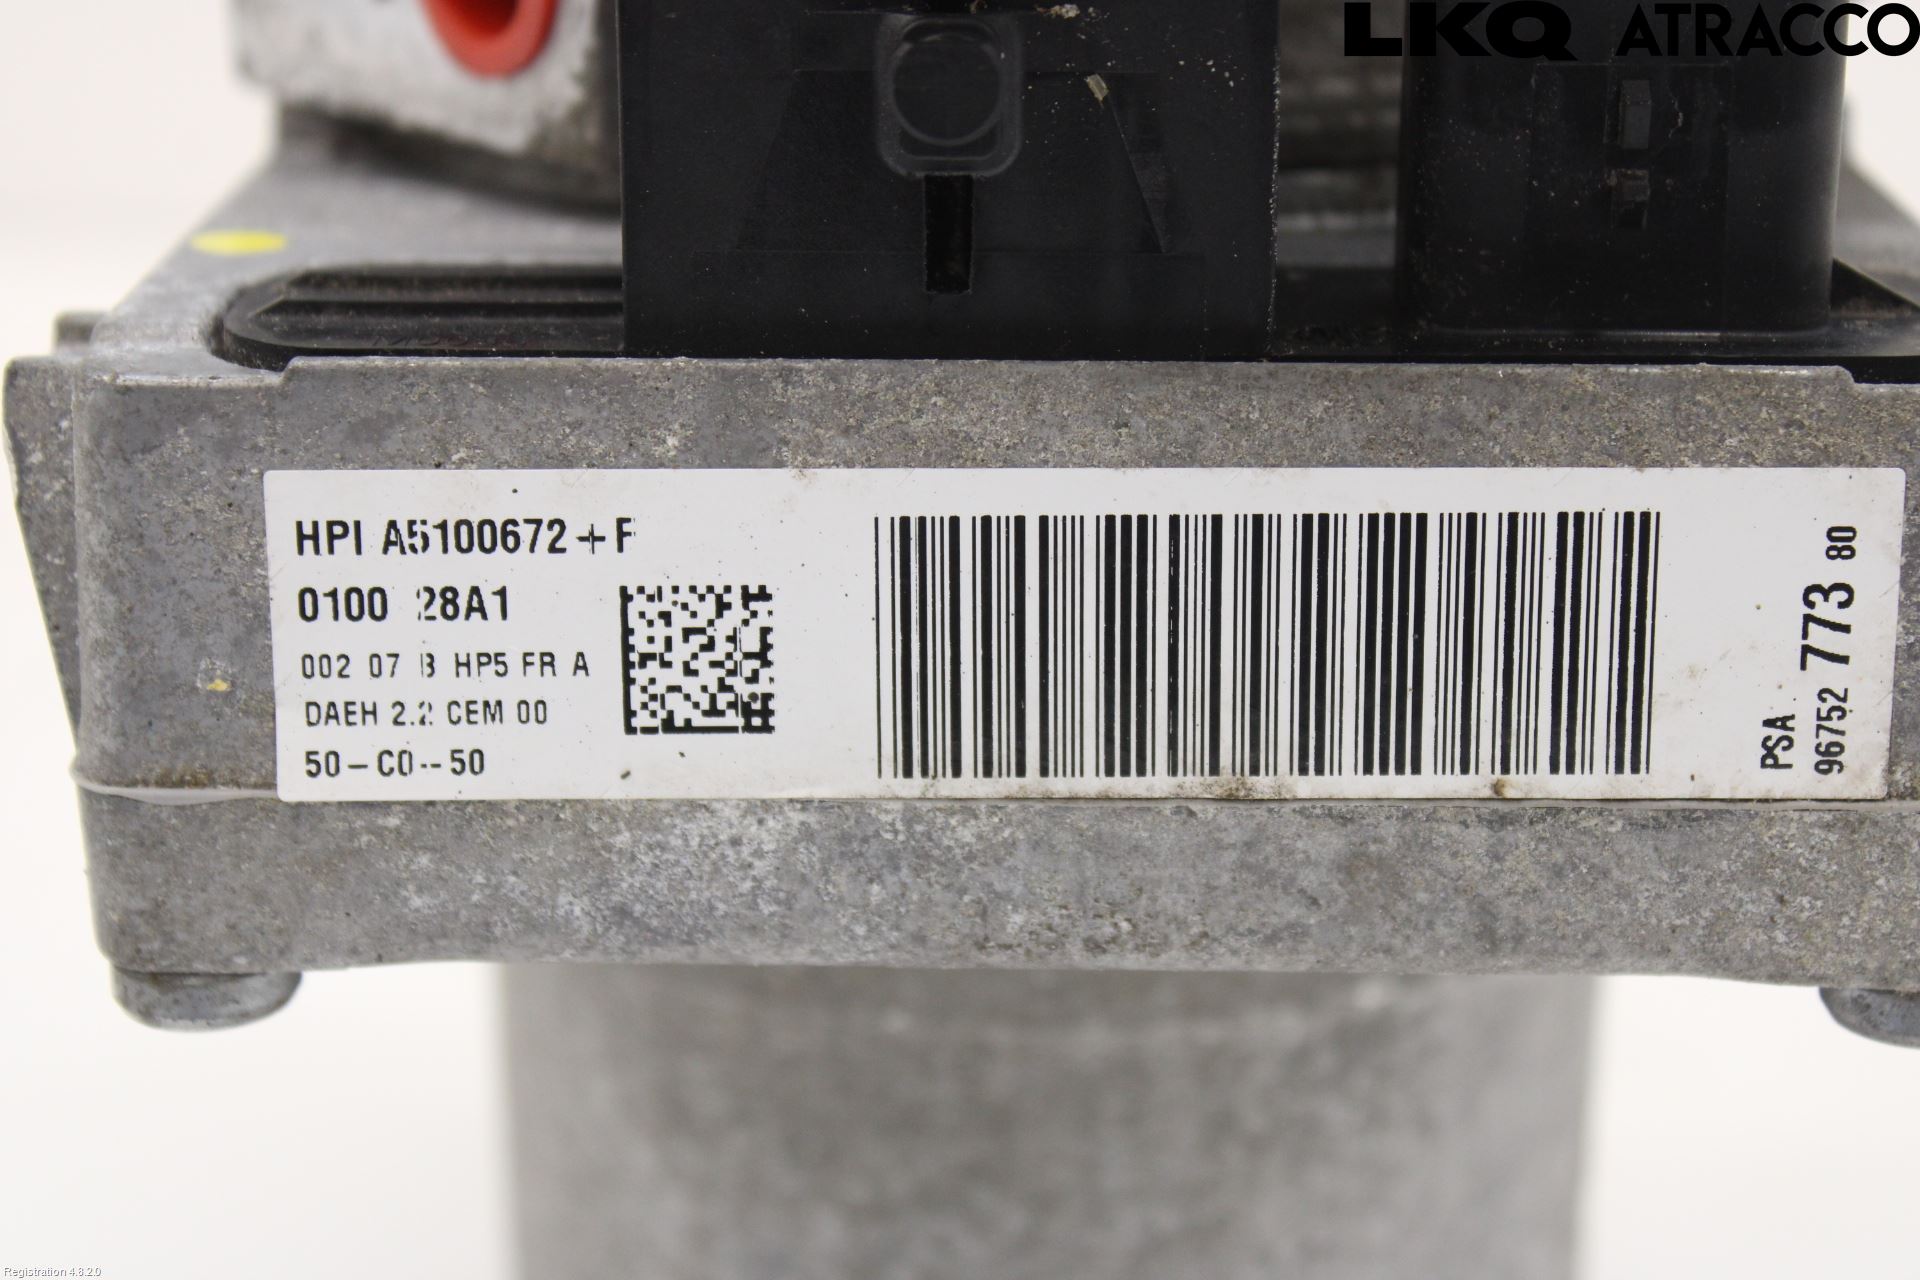 LKQ ATRACCO
HPI A5100672+F
0100 28A1
002 07 B HP5 FR A
DAEH 2.2 CEM 00
50-C0--50
PSA
96752 773 80
Registration 4.8.2.0